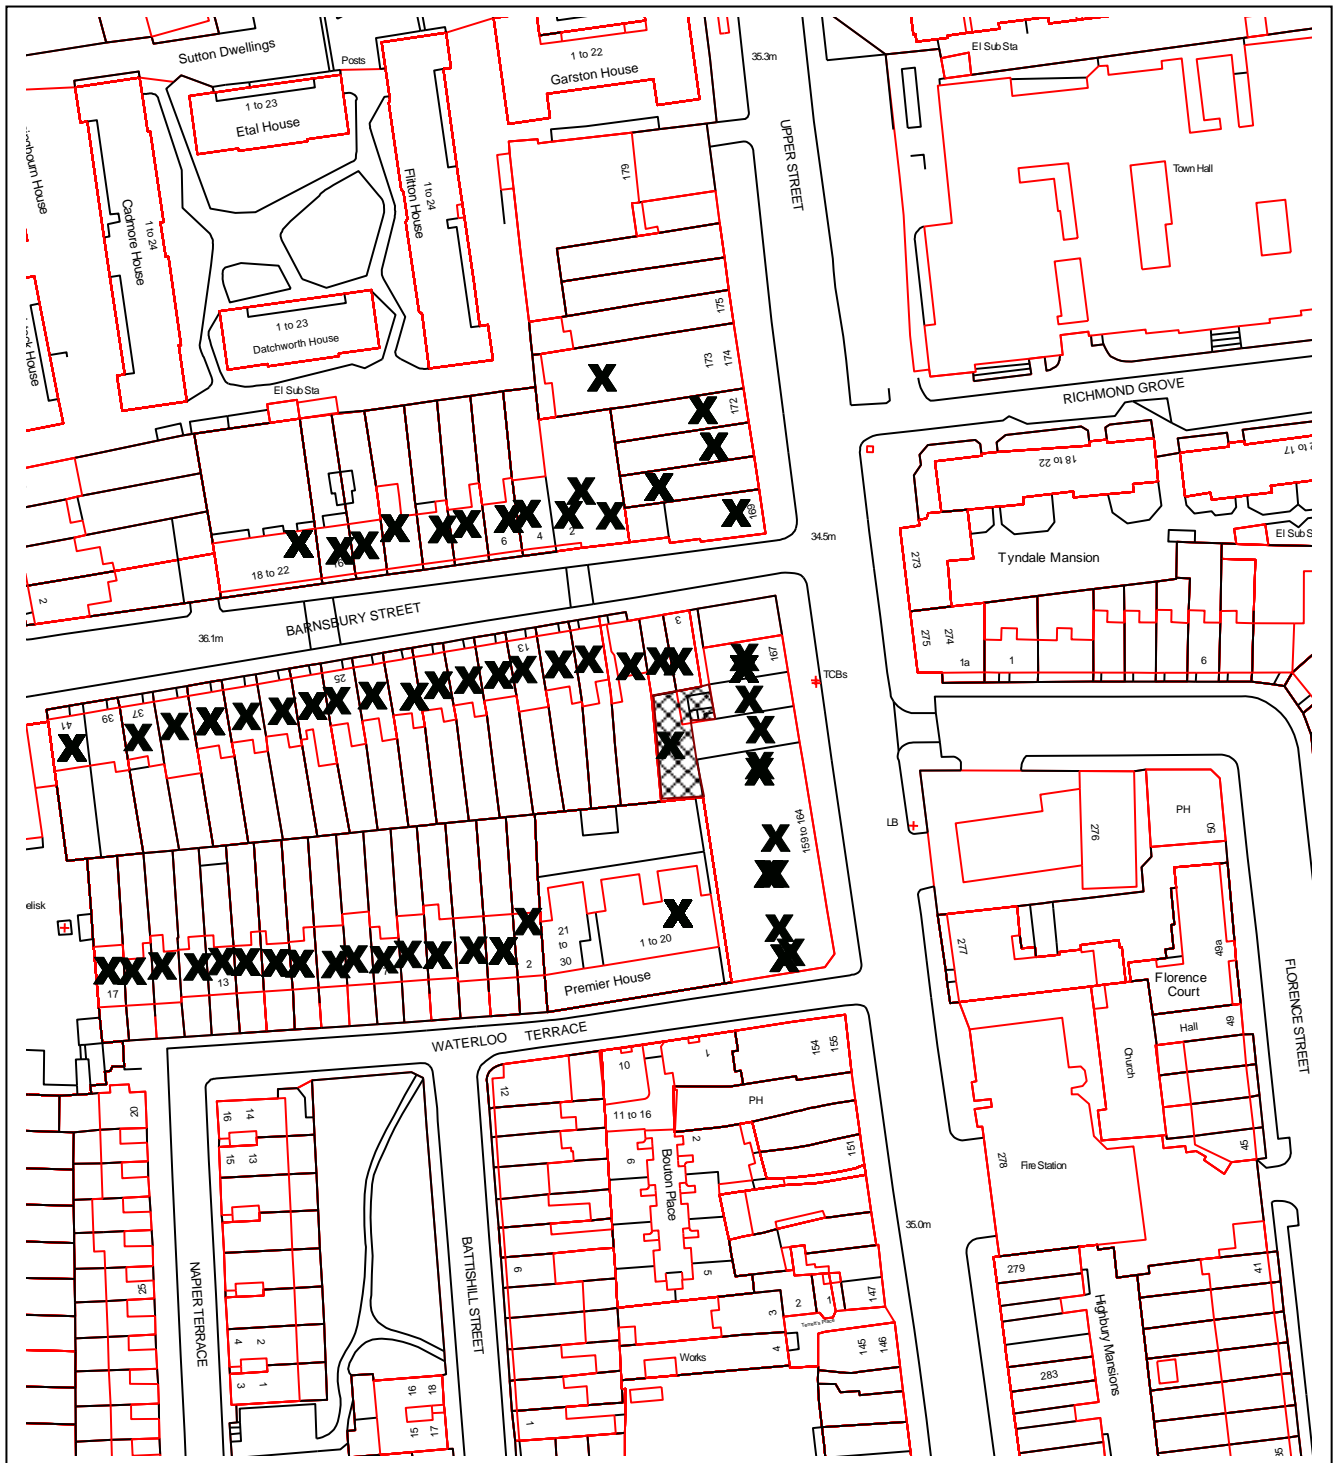 Sutton Dwellings
Posts
1 to 22
Garston House
35.3m
El Sub Sta
1 to 23
Etal House
UPPER STREET
Town Hall
179
1 to 24
Flitton House
1 to 24
Cadmore House
175
1 to 23
Datchworth House
174
173
El Sub Sta
172
RICHMOND GROVE
18 to 22
to 17
169
34.5m
El Sub S
Tyndale Mansion
273
6
4
2
16
18 to 22
2
BARNSBURY STREET
36.1m
3
13
167
275
274
1a
1
6
TCBs
25
37
39
41
159 to 164
LB
276
PH
50
elisk
277
49a
21
to
30
1 to 20
2
13
17
Premier House
Florence
Court
FLORENCE STREET
WATERLOO TERRACE
Hall
49
155
154
1
10
12
Church
PH
11 to 16
2
151
20
16
14
15
13
9
Bouton Place
45
278
Fire Station
35.0m
NAPIER TERRACE
BATTISHILL STREET
25
6
5
147
279
41
1
2
3
4
Highbury Mansions
146
145
4
2
3
1
Works
283
18
16
17
15
1